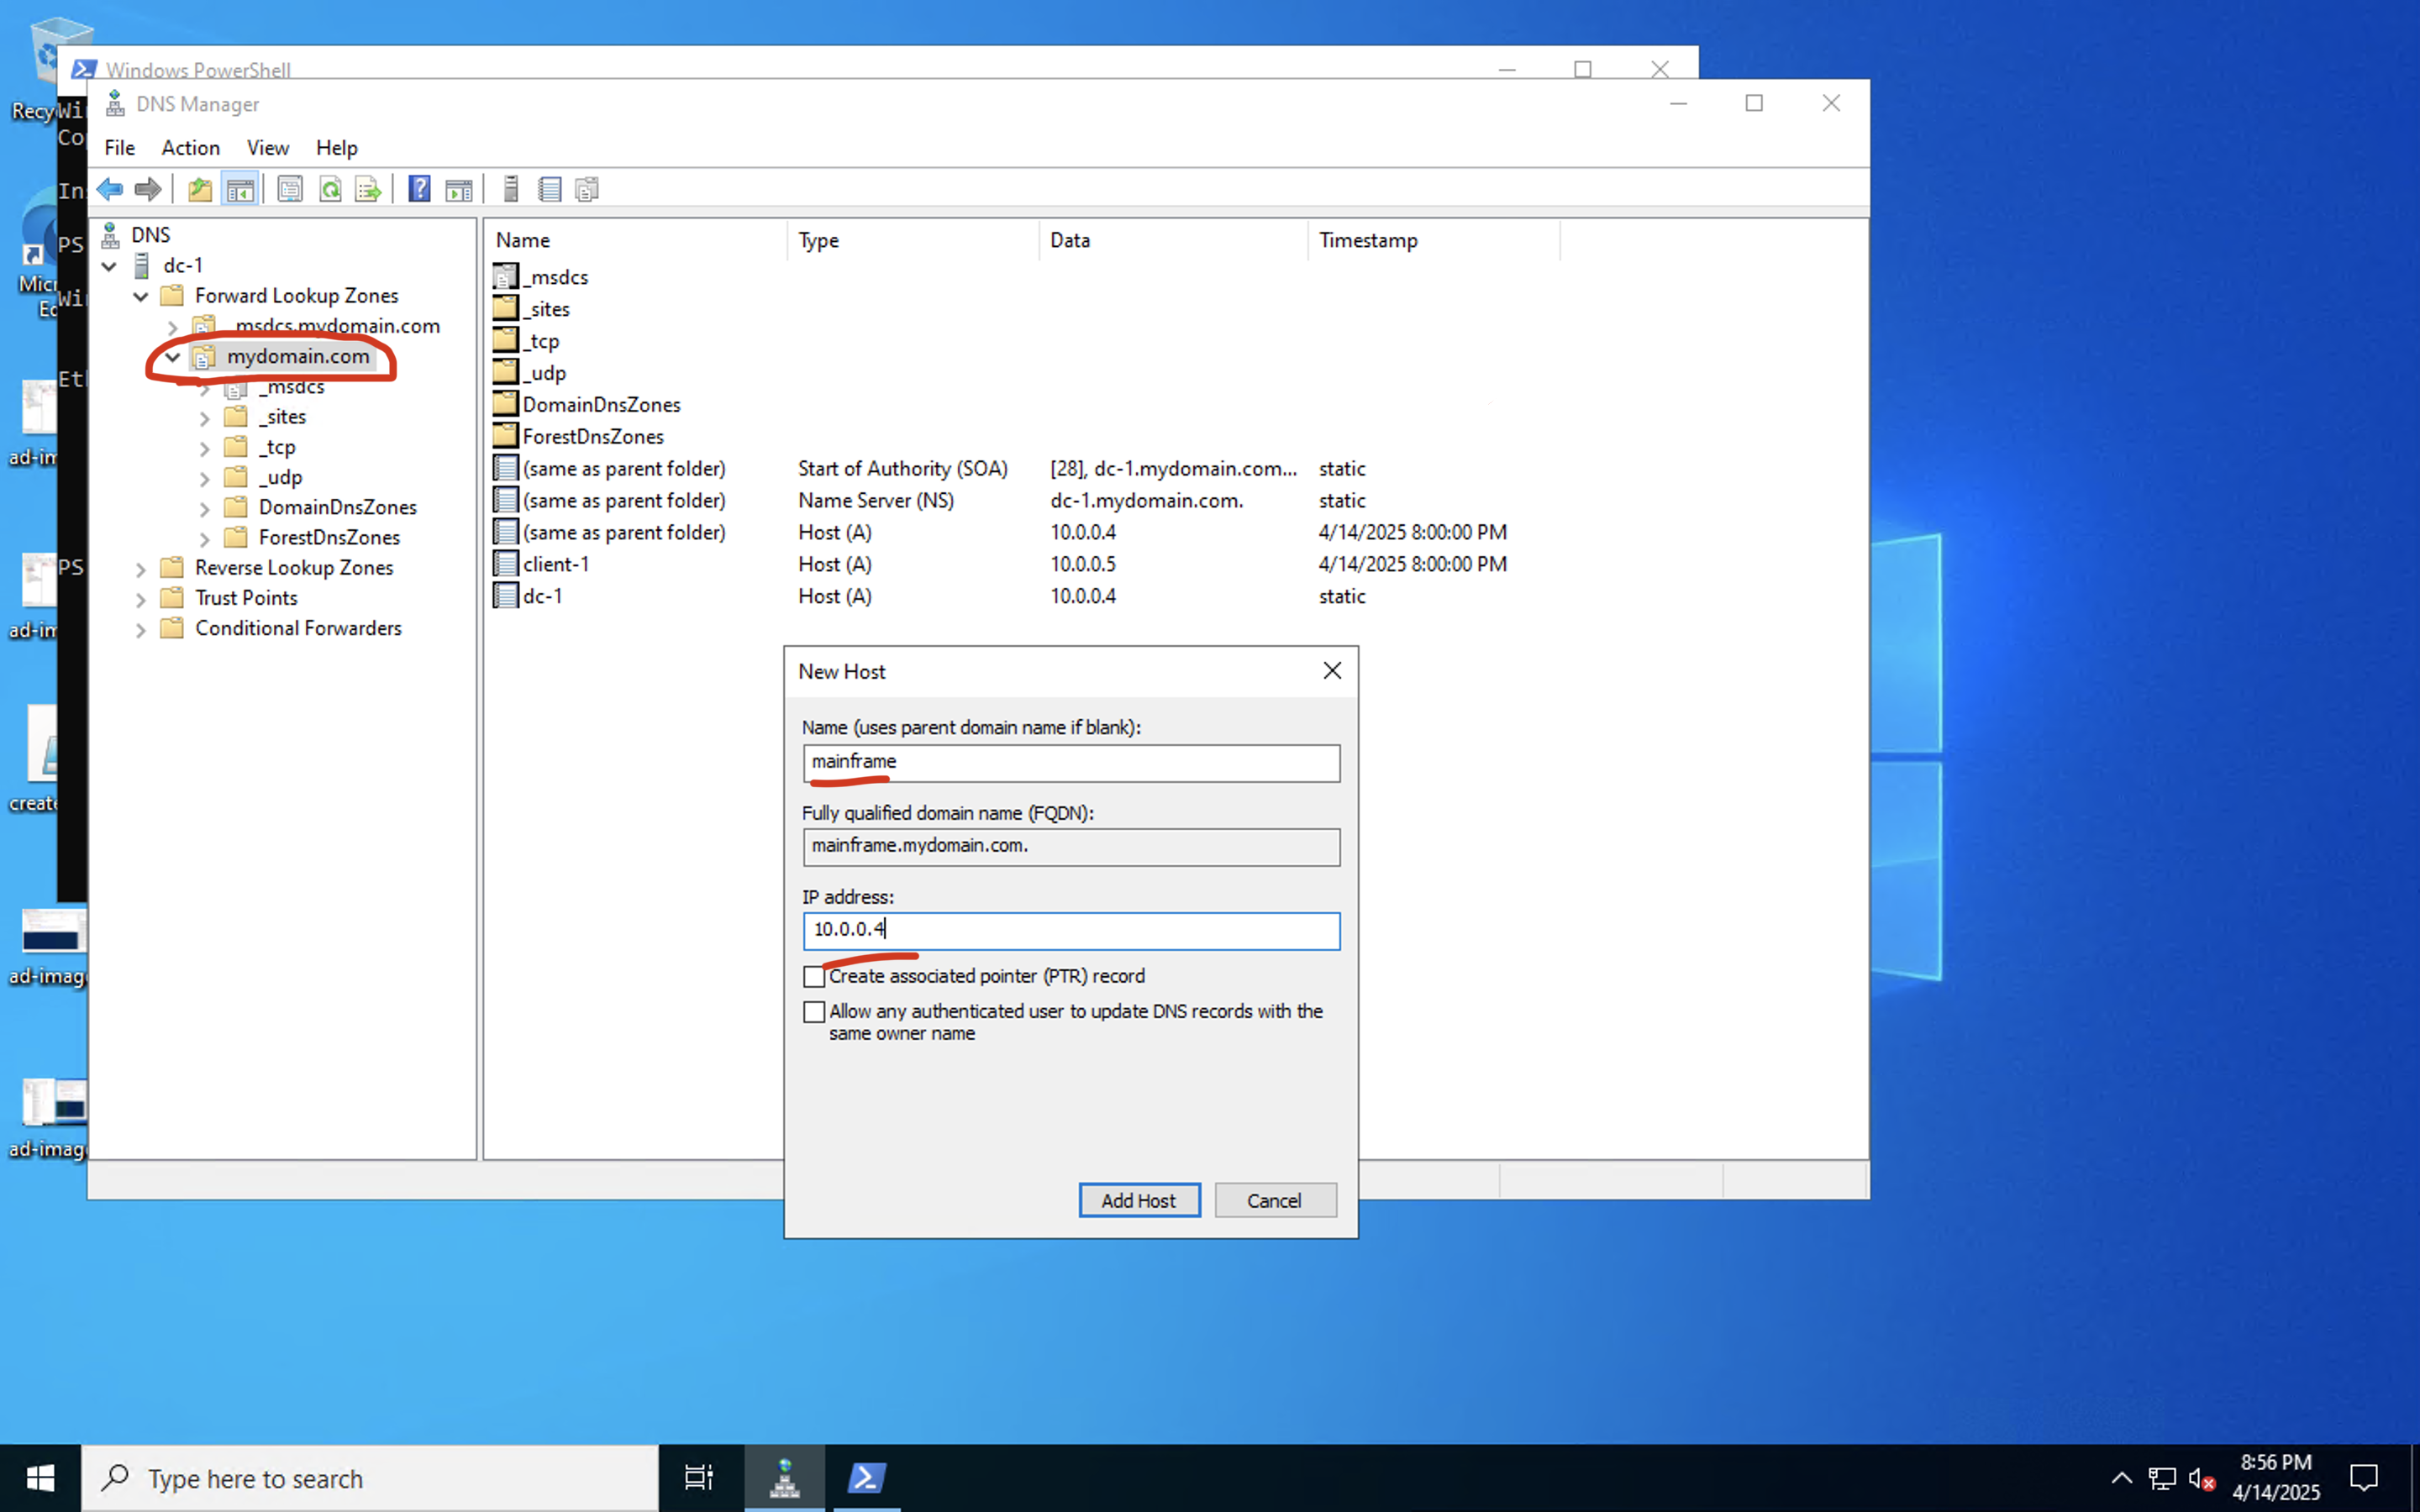 Recy
Windows PowerShell
Wi
DNS Manager
Cop
File Action View Help
In
PS
Micr
Ed
Wi
Et
ad-im
PS
ad-im
create
ad-imag
ad-imag
DNS
dc-1
Forward Lookup Zones
_msdcs.mydomain.com
mydomain.com
_msdcs
_sites
_tcp
_udp
DomainDnsZones
ForestDnsZones
Reverse Lookup Zones
Trust Points
Conditional Forwarders
Name Type Data Timestamp
_msdcs
_sites
_tcp
_udp
DomainDnsZones
ForestDnsZones
(same as parent folder) Start of Authority (SOA) [28], dc-1.mydomain.com... static
(same as parent folder) Name Server (NS) dc-1.mydomain.com. static
(same as parent folder) Host (A) 10.0.0.4 4/14/2025 8:00:00 PM
client-1 Host (A) 10.0.0.5 4/14/2025 8:00:00 PM
dc-1 Host (A) 10.0.0.4 static
New Host
Name (uses parent domain name if blank):
mainframe
Fully qualified domain name (FQDN):
mainframe.mydomain.com.
IP address:
10.0.0.4
Create associated pointer (PTR) record
Allow any authenticated user to update DNS records with the
same owner name
Add Host Cancel
Type here to search
8:56 PM
4/14/2025